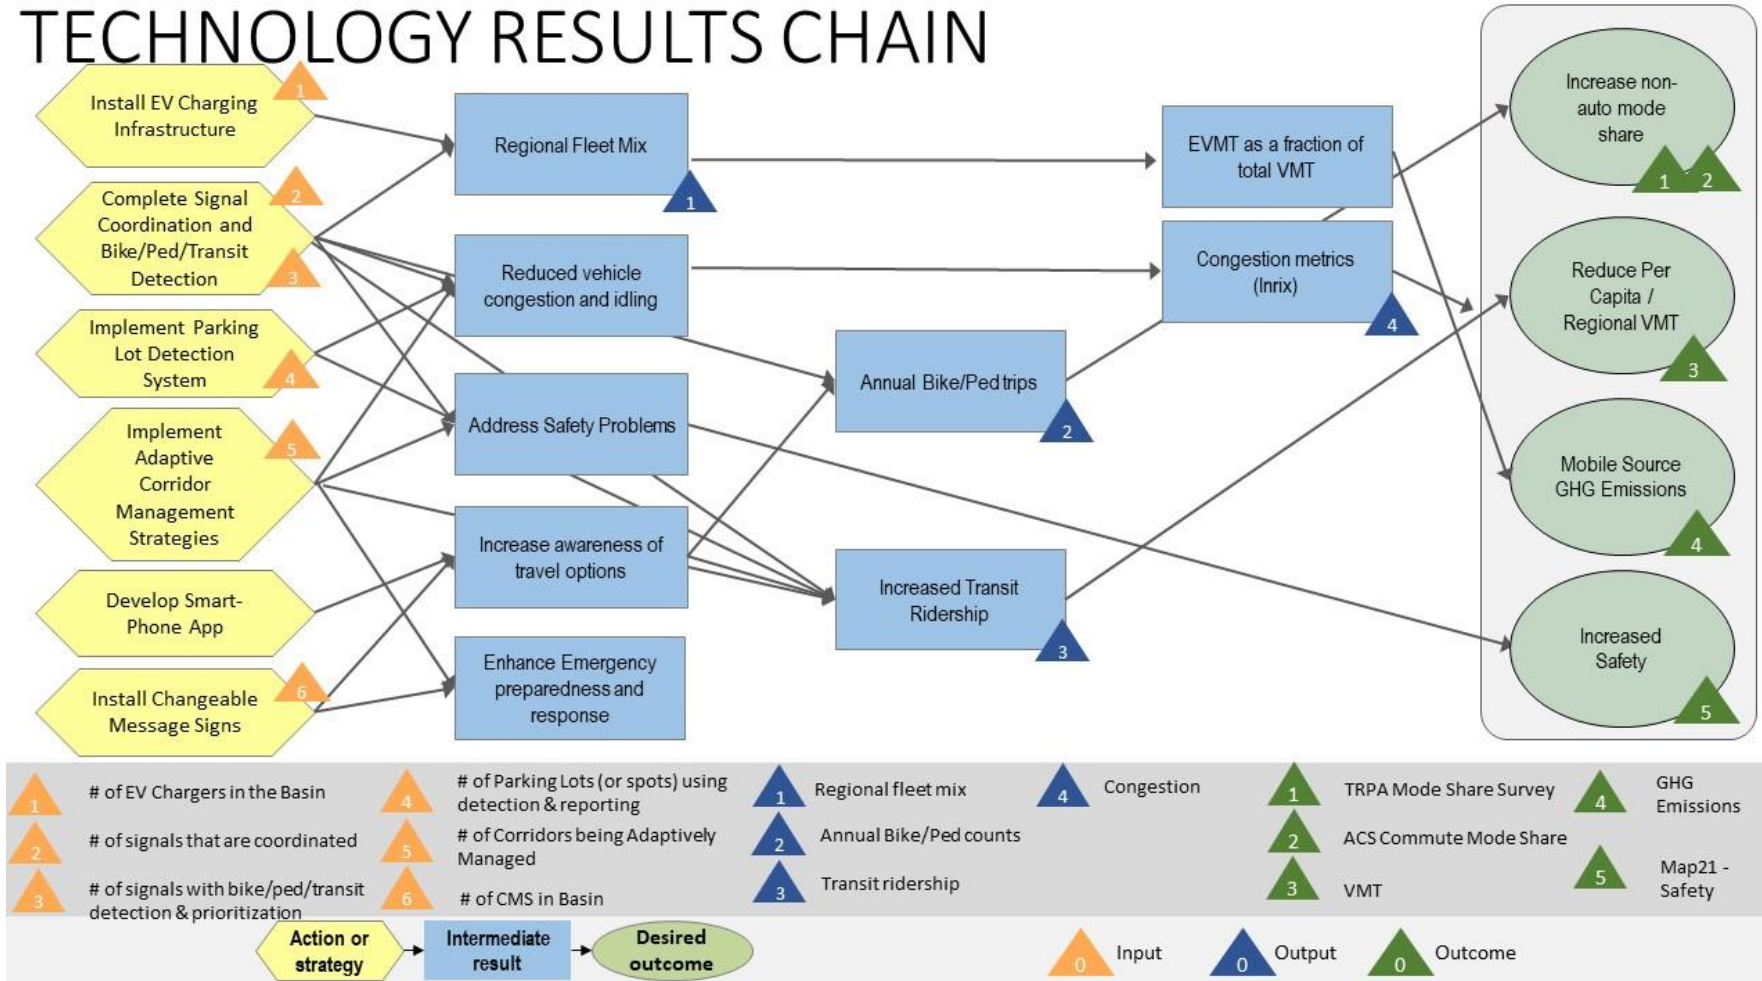 TECHNOLOGY RESULTS CHAIN
Install EV Charging
Infrastructure
1
Complete Signal
Coordination and
Bike/Ped/Transit
Detection
2
3
Implement Parking
Lot Detection
System
4
Implement
Adaptive
Corridor
Management
Strategies
5
Develop Smart-
Phone App
Install Changeable
Message Signs
6
Regional Fleet Mix
1
Reduced vehicle
congestion and idling
Address Safety Problems
Increase awareness of
travel options
Enhance Emergency
preparedness and
response
Annual Bike/Ped trips
2
Increased Transit
Ridership
3
EVMT as a fraction of
total VMT
Congestion metrics
(Inrix)
4
Increase non-
auto mode
share
1
2
Reduce Per
Capita /
Regional VMT
3
Mobile Source
GHG Emissions
4
Increased
Safety
5
1
# of EV Chargers in the Basin
2
# of signals that are coordinated
3
# of signals with bike/ped/transit
detection & prioritization
4
# of Parking Lots (or spots) using
detection & reporting
5
# of Corridors being Adaptively
Managed
6
# of CMS in Basin
1
Regional fleet mix
2
Annual Bike/Ped counts
3
Transit ridership
4
Congestion
1
TRPA Mode Share Survey
2
ACS Commute Mode Share
3
VMT
4
GHG
Emissions
5
Map21 -
Safety
Action or
strategy
Intermediate
result
Desired
outcome
0
Input
0
Output
0
Outcome